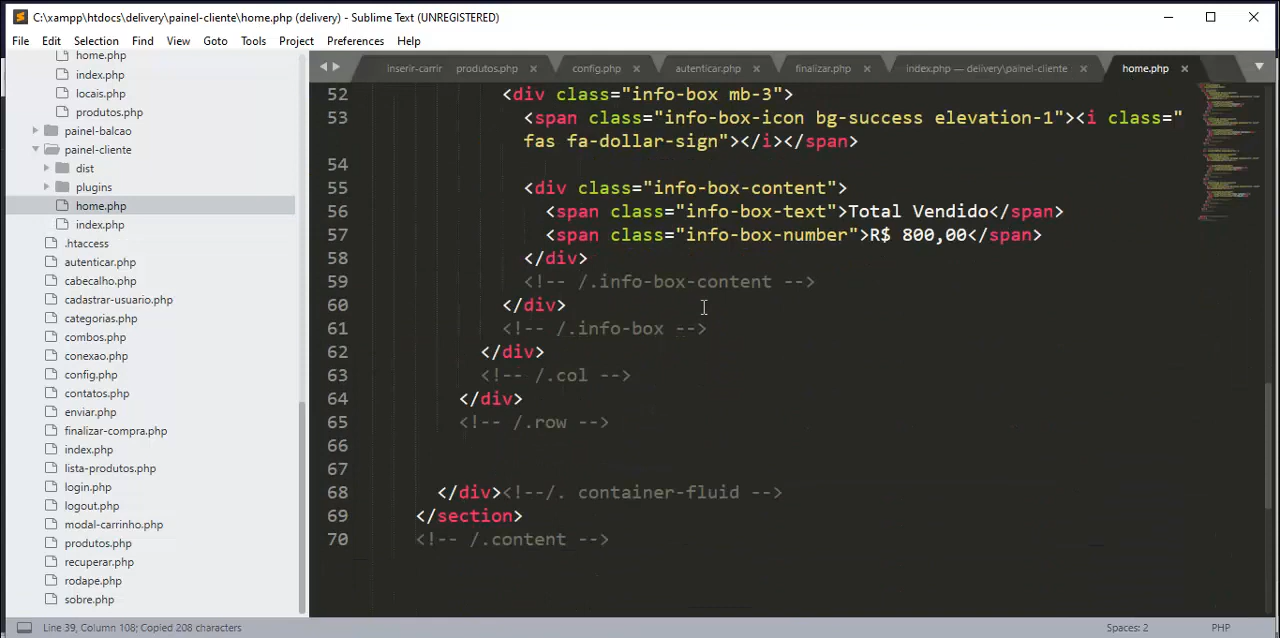 C:\xampp\htdocs\delivery\painel-cliente\home.php (delivery) - Sublime Text (UNREGISTERED)
File Edit Selection Find View Goto Tools Project Preferences Help
home.php
index.php
locais.php
produtos.php
painel-balcao
painel-cliente
dist
plugins
home.php
index.php
.htaccess
autenticar.php
cabecalho.php
cadastrar-usuario.php
categorias.php
combos.php
conexao.php
config.php
contatos.php
enviar.php
finalizar-compra.php
index.php
lista-produtos.php
login.php
logout.php
modal-carrinho.php
produtos.php
recuperar.php
rodape.php
sobre.php
inserir-carrir produtos.php config.php autenticar.php finalizar.php index.php — delivery\painel-cliente home.php
52 <div class="info-box mb-3">
53 <span class="info-box-icon bg-success elevation-1"><i class="
fas fa-dollar-sign"></i></span>
54
55 <div class="info-box-content">
56 <span class="info-box-text">Total Vendido</span>
57 <span class="info-box-number">R$ 800,00</span>
58 </div>
59 <!-- /.info-box-content -->
60 </div>
61 <!-- /.info-box -->
62 </div>
63 <!-- /.col -->
64 </div>
65 <!-- /.row -->
66
67
68 </div><!--/. container-fluid -->
69 </section>
70 <!-- /.content -->
Line 39, Column 108; Copied 208 characters
Spaces: 2 PHP